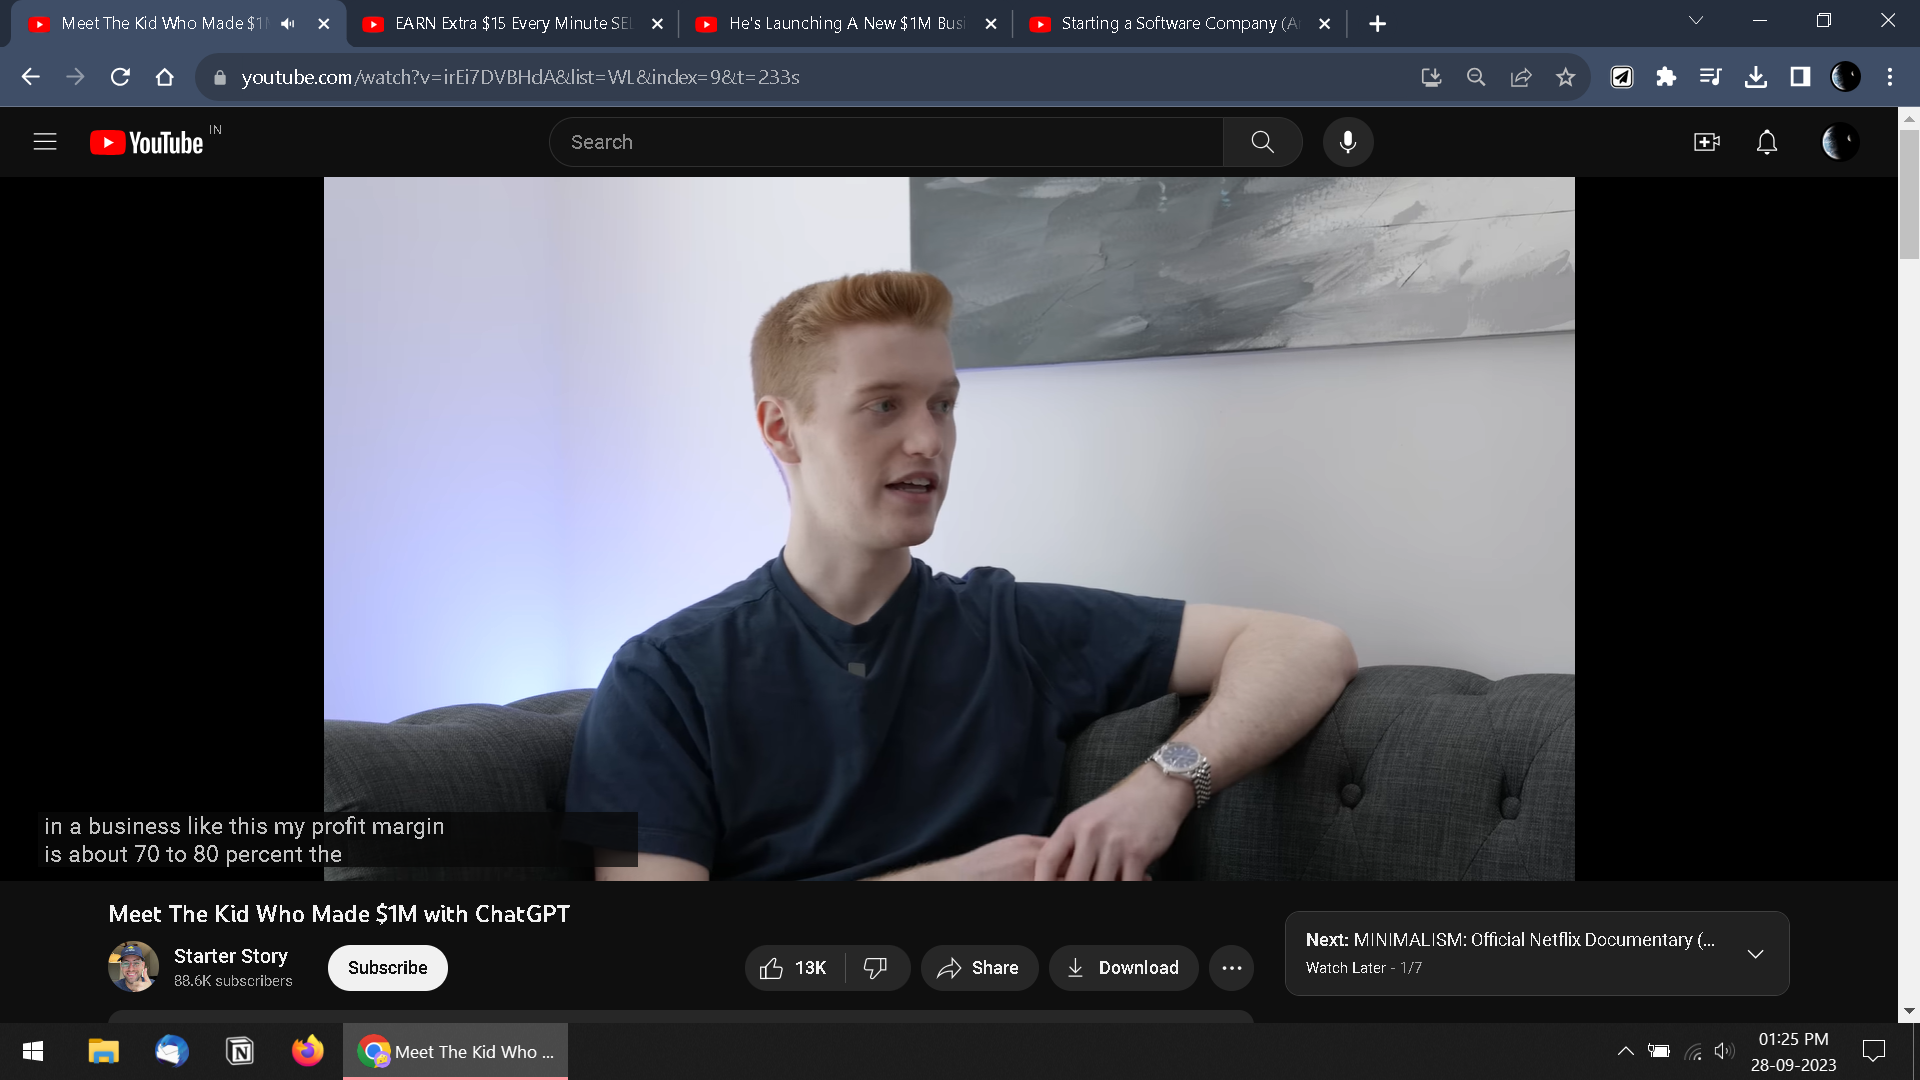 Meet The Kid Who Made $1M
EARN Extra $15 Every Minute SEL
He's Launching A New $1M Busi
Starting a Software Company (A
youtube.com/watch?v=irEi7DVBHdA&list=WL&index=9&t=233s
YouTube IN
Search
in a business like this my profit margin
is about 70 to 80 percent the
Meet The Kid Who Made $1M with ChatGPT
Starter Story
88.6K subscribers
Subscribe
13K
Share
Download
Next: MINIMALISM: Official Netflix Documentary (...
Watch Later - 1/7
Meet The Kid Who ...
01:25 PM
28-09-2023